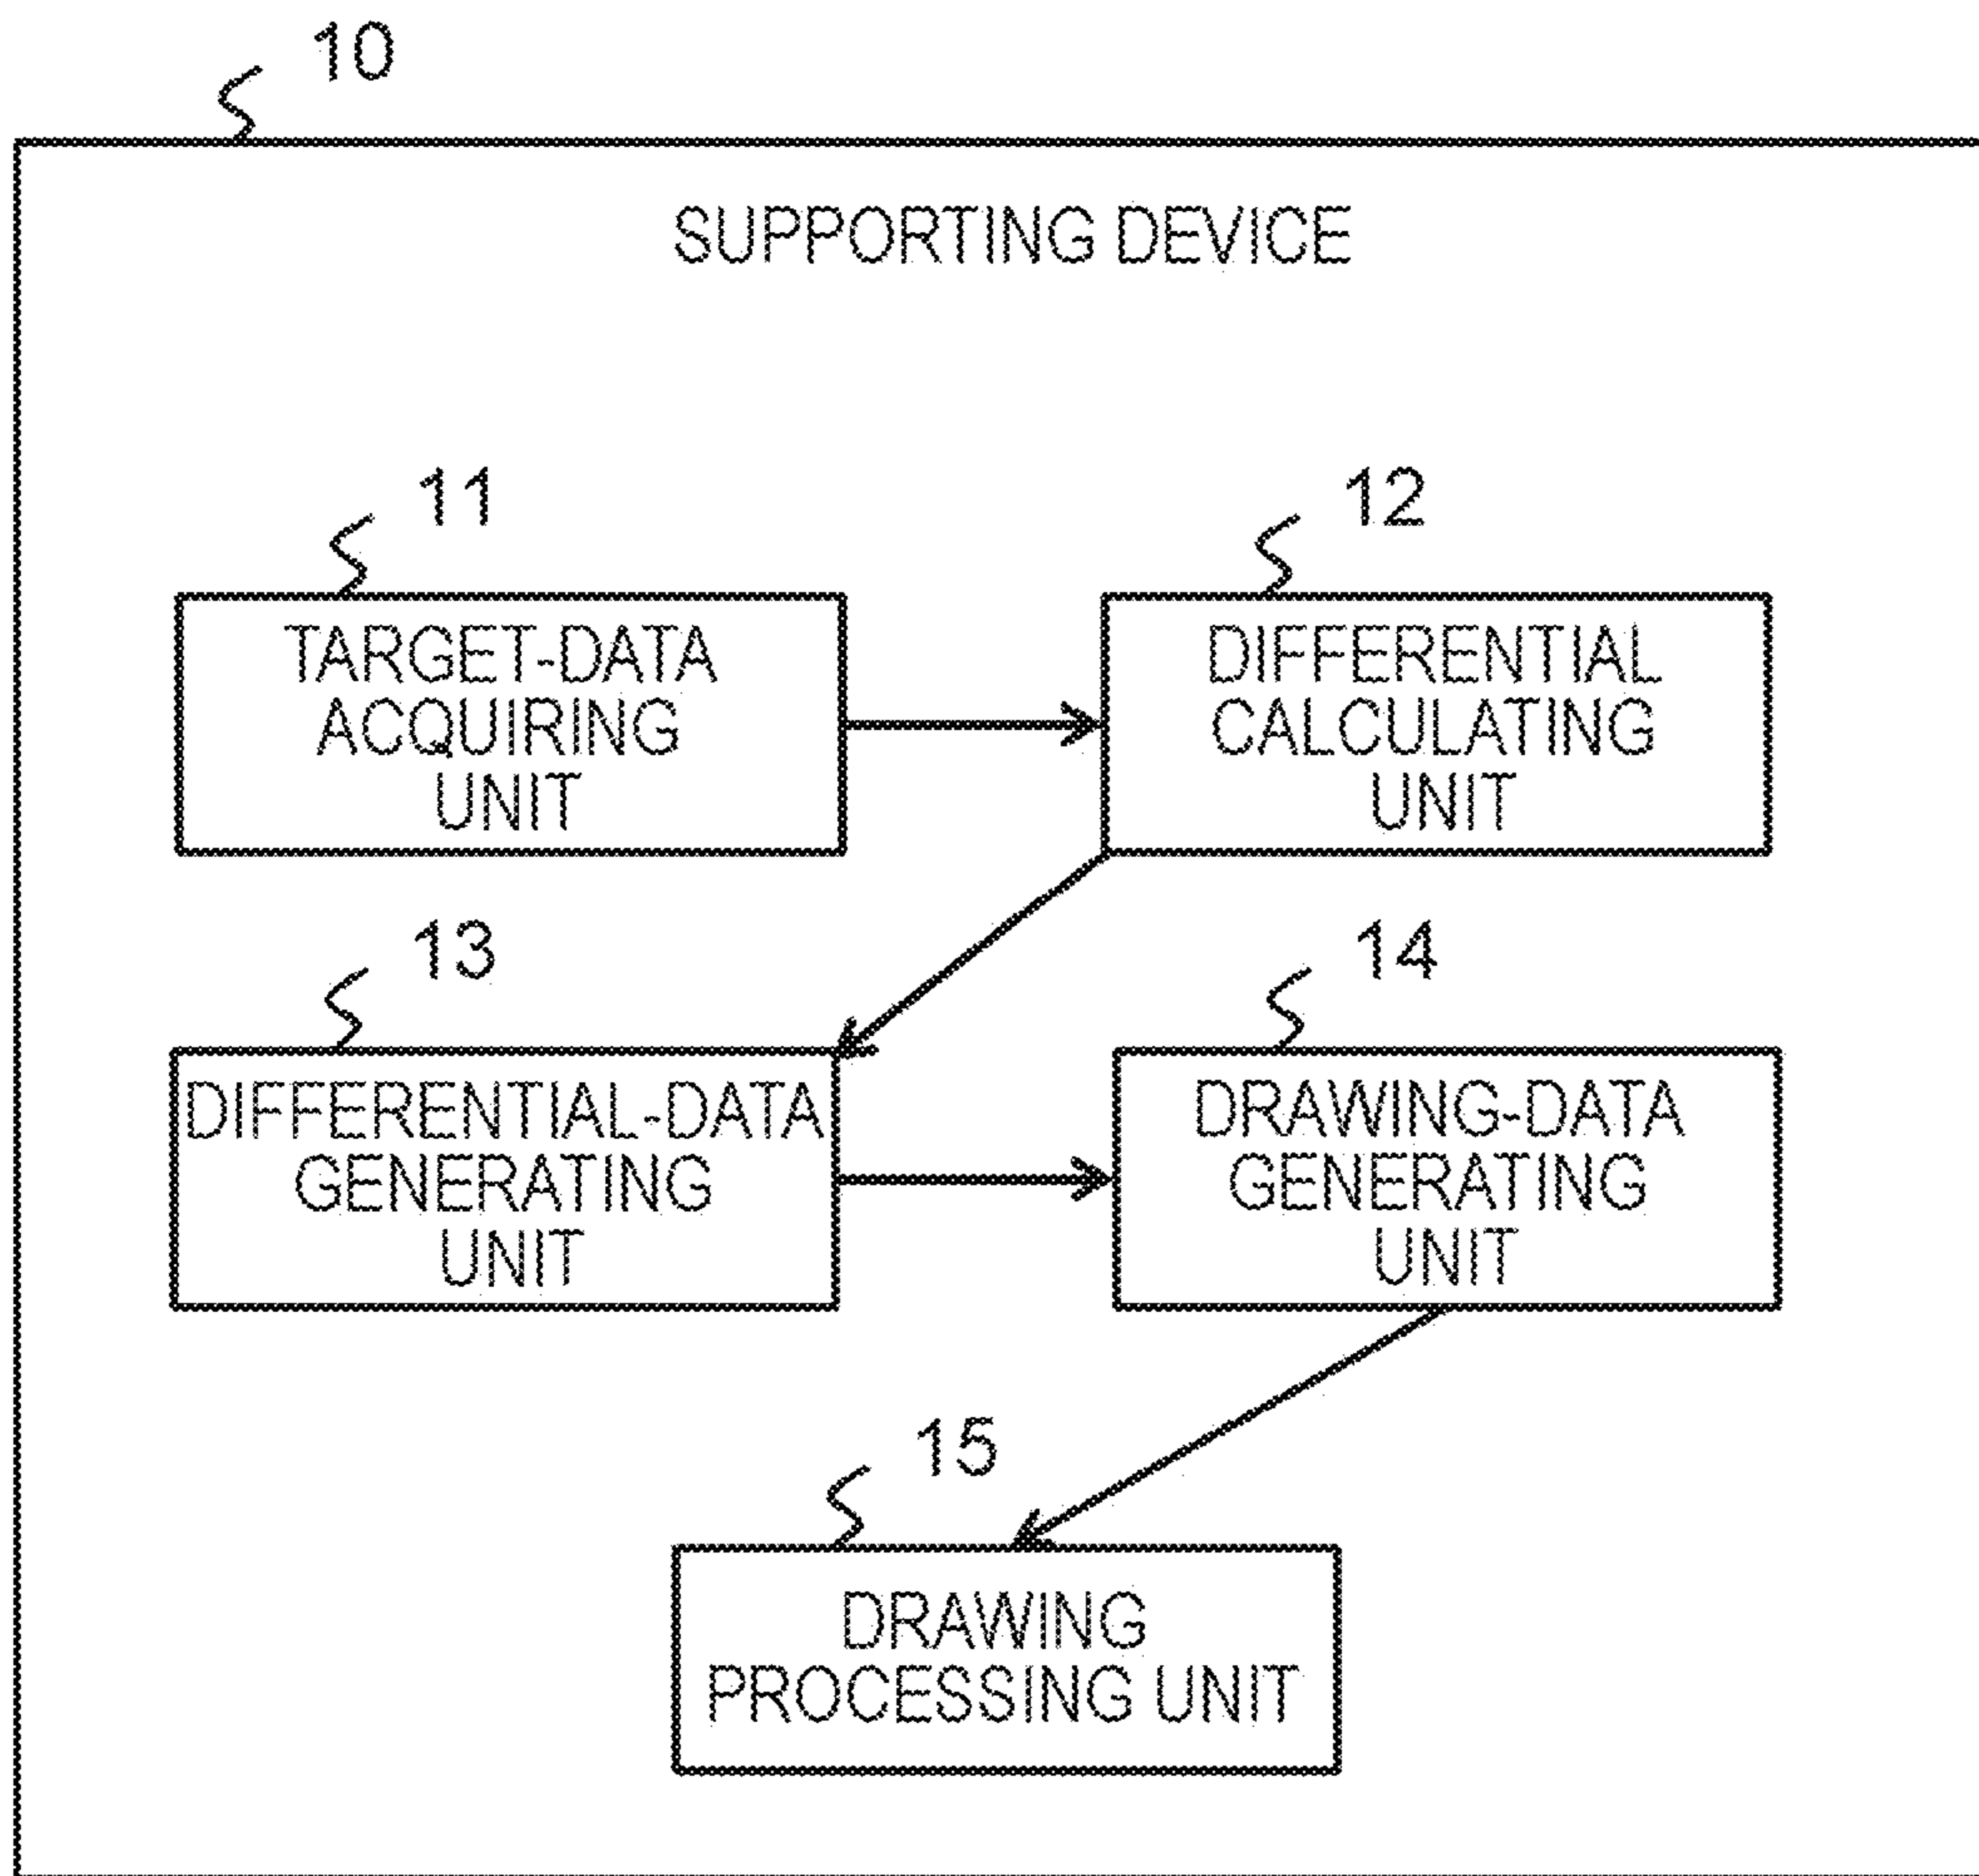 10
SUPPORTING DEVICE
11
12
TARGET-DATA
ACQUIRING
UNIT
DIFFERENTIAL
CALCULATING
UNIT
13
14
DIFFERENTIAL-DATA
GENERATING
UNIT
DRAWING-DATA
GENERATING
UNIT
15
DRAWING
PROCESSING UNIT